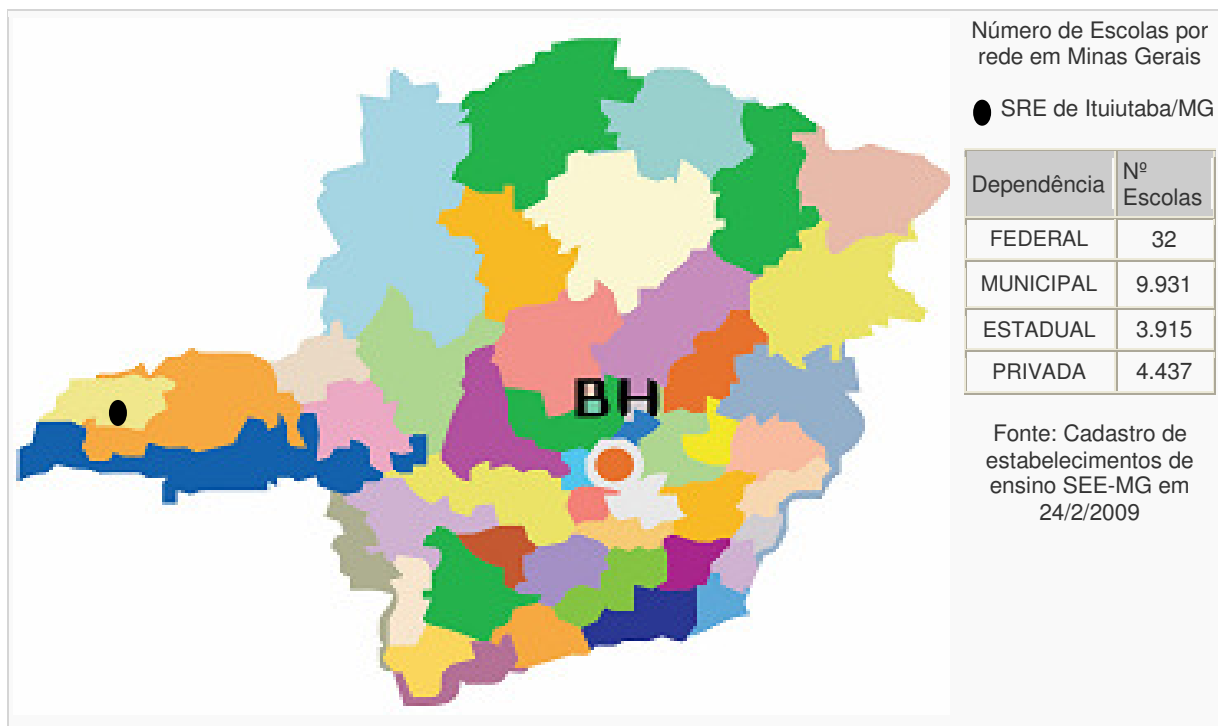 Número de Escolas por
rede em Minas Gerais
SRE de Ituiutaba/MG
Dependência
Nº
Escolas
FEDERAL 32
MUNICIPAL 9.931
ESTADUAL 3.915
PRIVADA 4.437
BH
Fonte: Cadastro de
estabelecimentos de
ensino SEE-MG em
24/2/2009